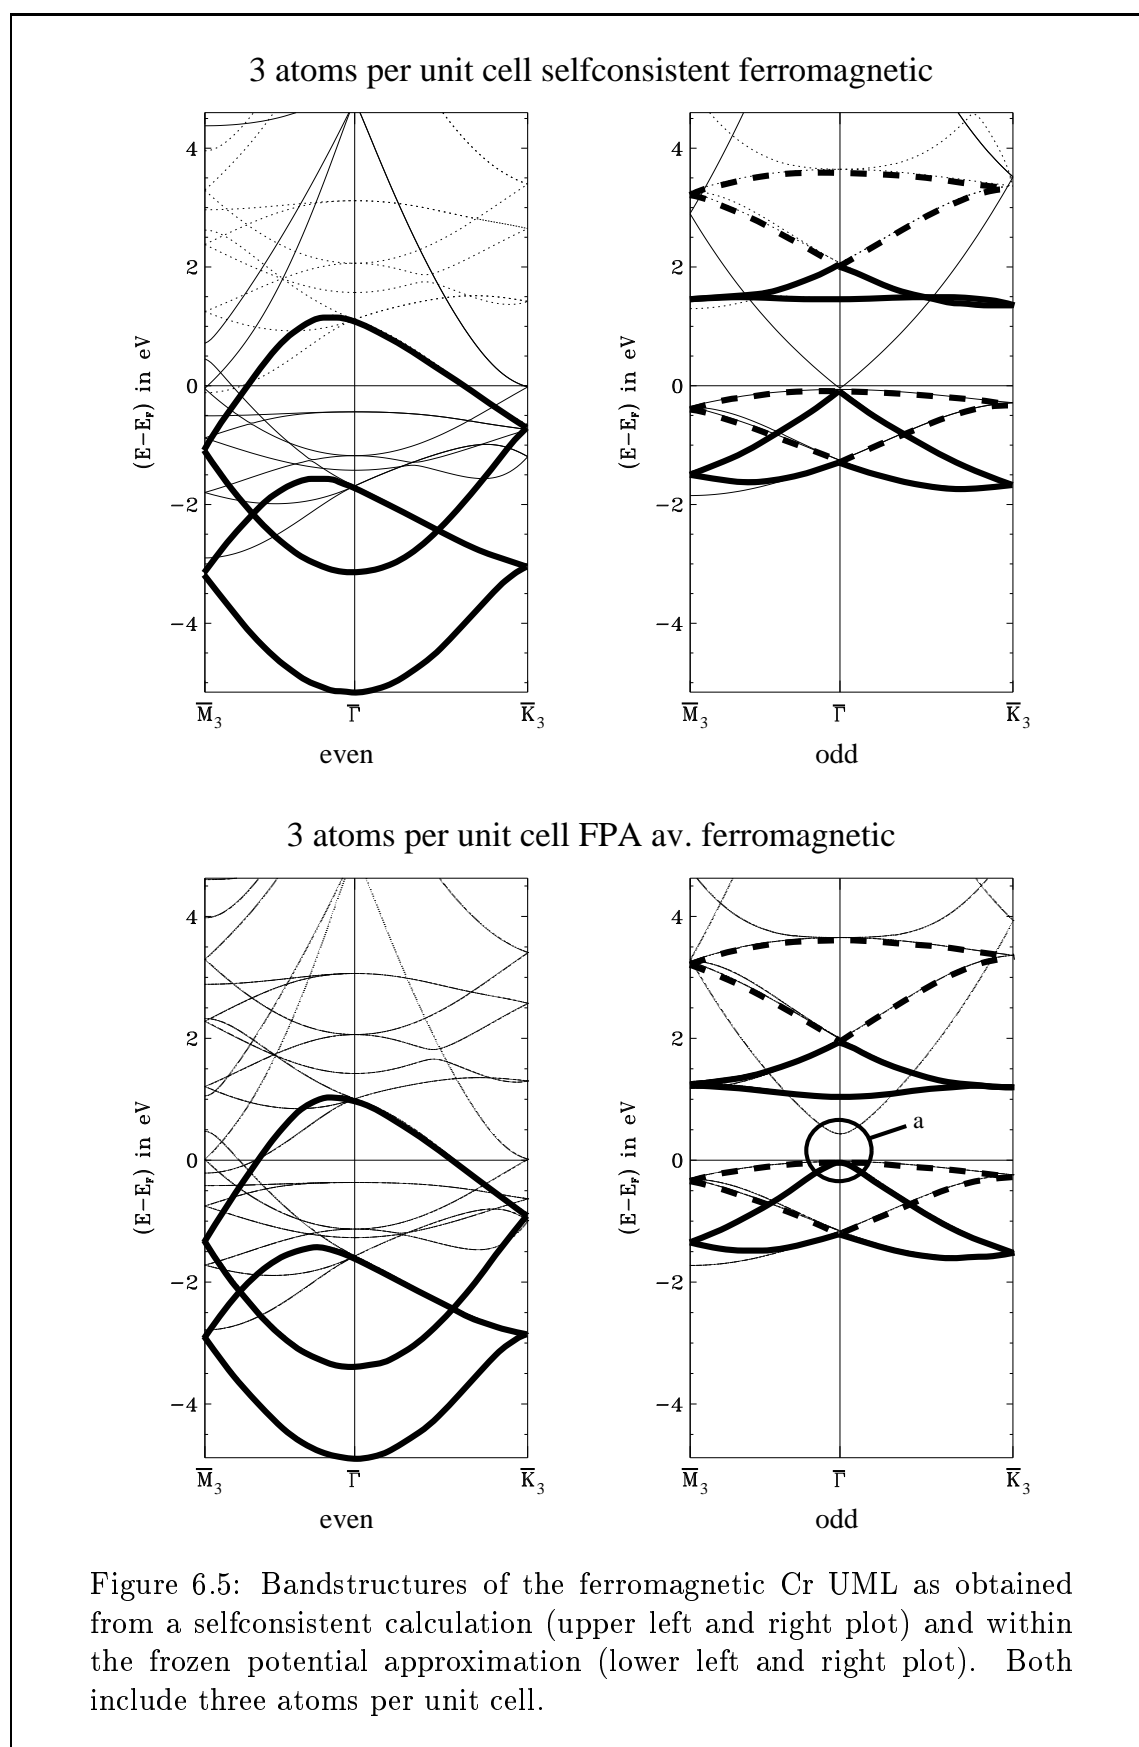 3 atoms per unit cell selfconsistent ferromagnetic
4
2
0
−2
−4
(E−E_F) in eV
M̅₃
Γ̅
K̅₃
even
4
2
0
−2
−4
(E−E_F) in eV
M̅₃
Γ̅
K̅₃
odd
3 atoms per unit cell FPA av. ferromagnetic
4
2
0
−2
−4
(E−E_F) in eV
M̅₃
Γ̅
K̅₃
even
4
2
0
−2
−4
(E−E_F) in eV
a
M̅₃
Γ̅
K̅₃
odd
Figure 6.5: Bandstructures of the ferromagnetic Cr UML as obtained
from a selfconsistent calculation (upper left and right plot) and within
the frozen potential approximation (lower left and right plot). Both
include three atoms per unit cell.